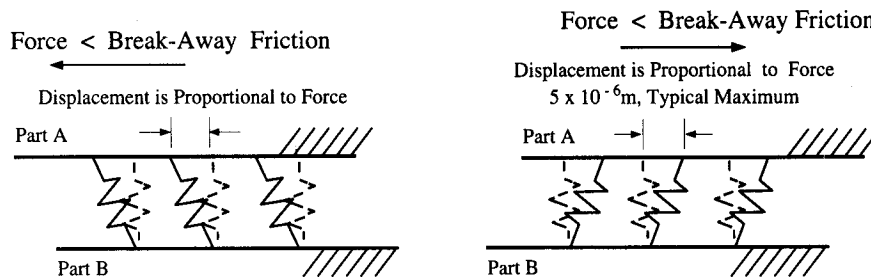 Force < Break-Away Friction
Displacement is Proportional to Force
Part A
Part B
Force < Break-Away Friction
Displacement is Proportional to Force
5 x 10⁻⁶m, Typical Maximum
Part A
Part B